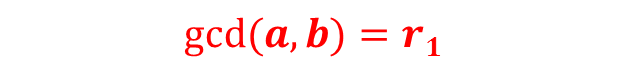 gcd(a, b) = r₁